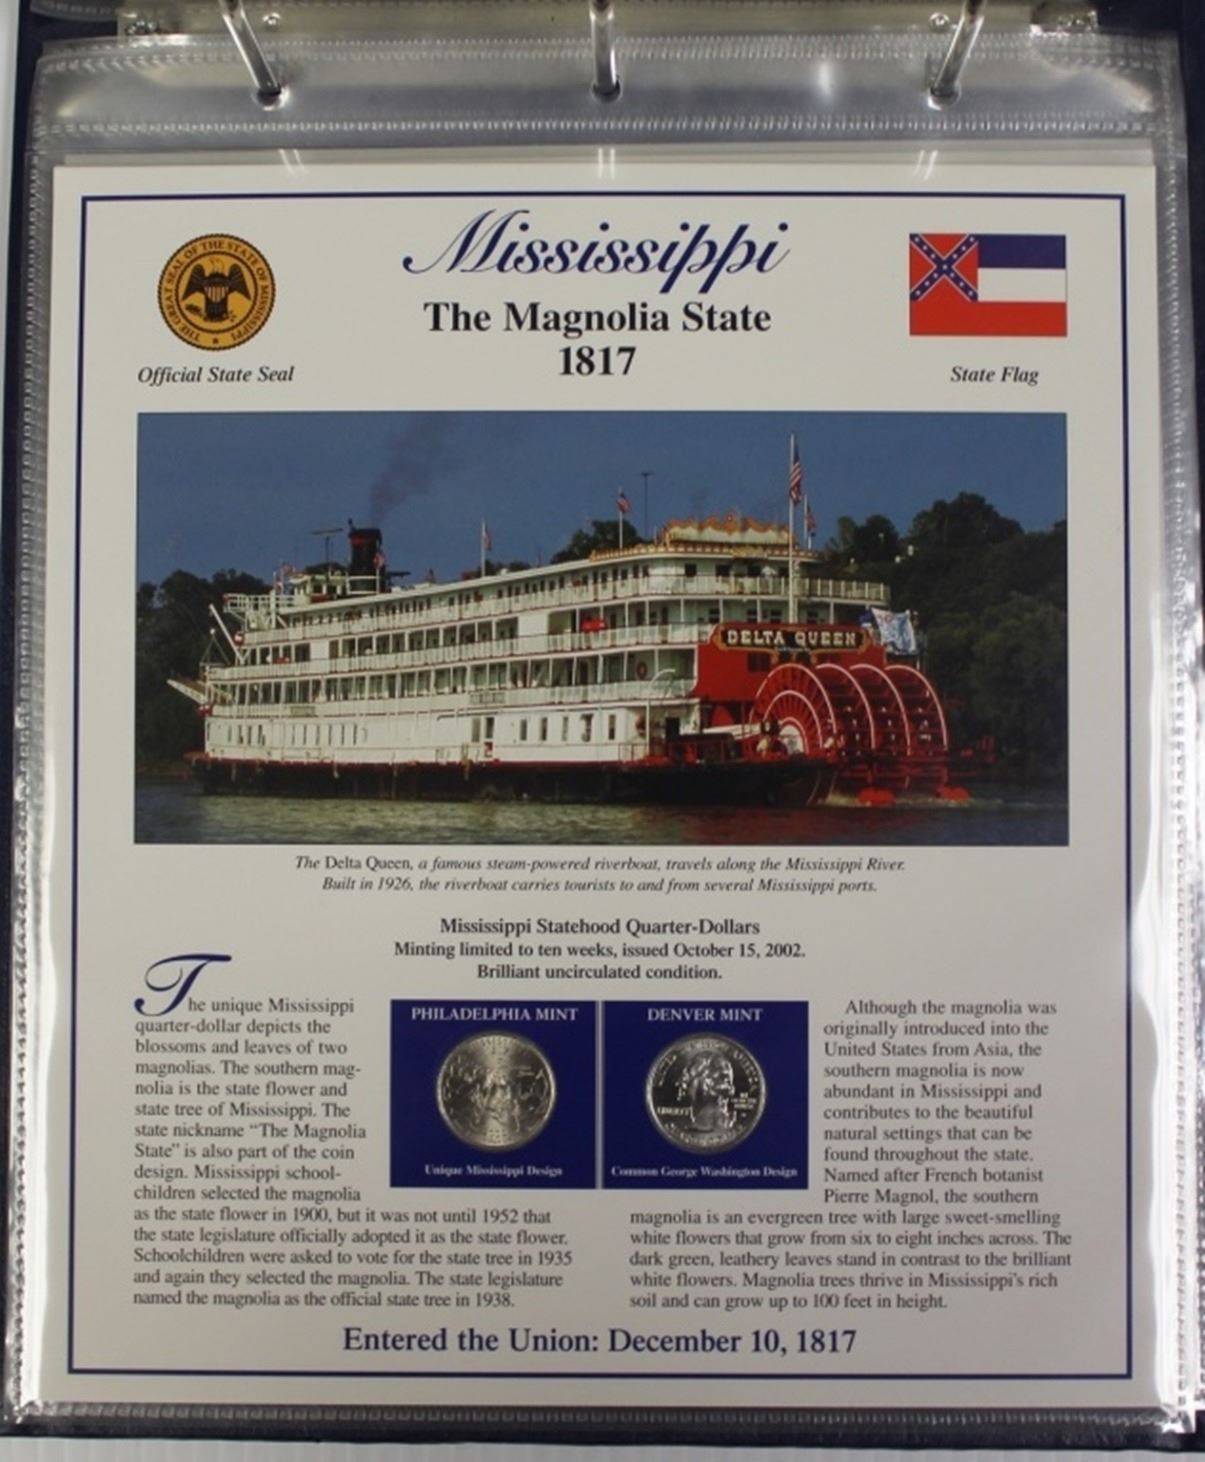 THE GREAT SEAL OF THE STATE OF MISSISSIPPI
Mississippi
The Magnolia State
1817
Official State Seal
State Flag
DELTA QUEEN
The Delta Queen, a famous steam-powered riverboat, travels along the Mississippi River.
Built in 1926, the riverboat carries tourists to and from several Mississippi ports.
Mississippi Statehood Quarter-Dollars
Minting limited to ten weeks, issued October 15, 2002.
Brilliant uncirculated condition.
The unique Mississippi
quarter-dollar depicts the
blossoms and leaves of two
magnolias. The southern mag-
nolia is the state flower and
state tree of Mississippi. The
state nickname “The Magnolia
State” is also part of the coin
design. Mississippi school-
children selected the magnolia
as the state flower in 1900, but it was not until 1952 that
the state legislature officially adopted it as the state flower.
Schoolchildren were asked to vote for the state tree in 1935
and again they selected the magnolia. The state legislature
named the magnolia as the official state tree in 1938.
PHILADELPHIA MINT
Unique Mississippi Design
DENVER MINT
LIBERTY
Common George Washington Design
Although the magnolia was
originally introduced into the
United States from Asia, the
southern magnolia is now
abundant in Mississippi and
contributes to the beautiful
natural settings that can be
found throughout the state.
Named after French botanist
Pierre Magnol, the southern
magnolia is an evergreen tree with large sweet-smelling
white flowers that grow from six to eight inches across. The
dark green, leathery leaves stand in contrast to the brilliant
white flowers. Magnolia trees thrive in Mississippi's rich
soil and can grow up to 100 feet in height.
Entered the Union: December 10, 1817